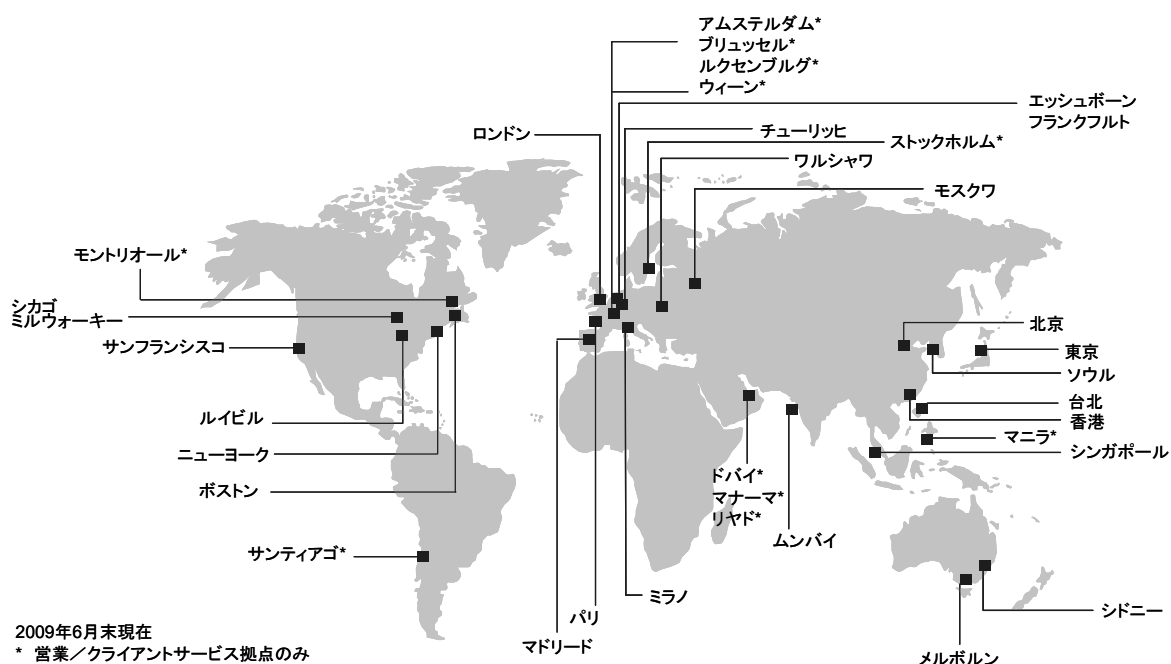 アムステルダム*
ブリュッセル*
ルクセンブルグ*
ウィーン*
エッシュボーン
フランクフルト
ロンドン
チューリッヒ
ストックホルム*
ワルシャワ
モスクワ
モントリオール*
シカゴ
ミルウォーキー
サンフランシスコ
ルイビル
ニューヨーク
ボストン
サンティアゴ*
北京
東京
ソウル
台北
香港
マニラ*
シンガポール
ドバイ*
マナーマ*
リヤド*
ムンバイ
ミラノ
パリ
マドリード
シドニー
メルボルン
2009年6月末現在
* 営業／クライアントサービス拠点のみ